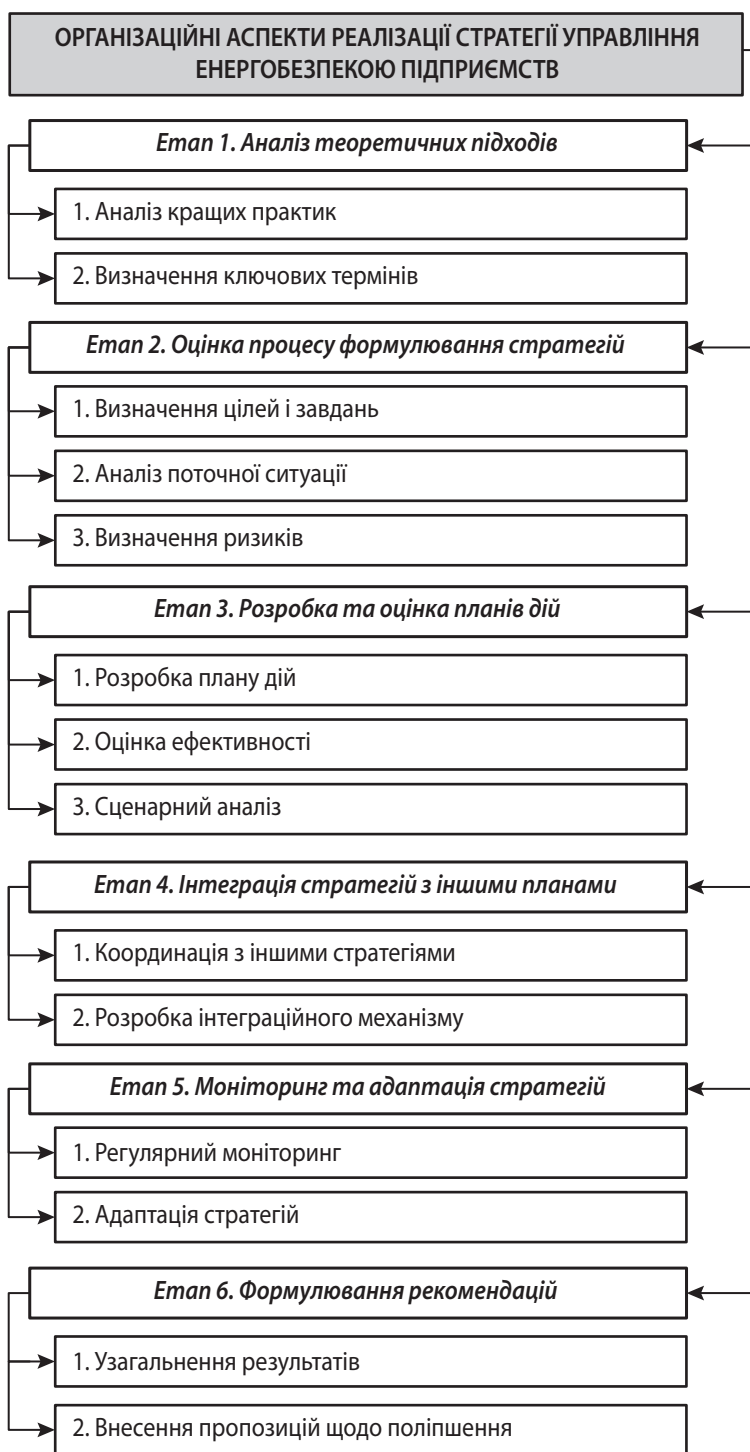 ОРГАНІЗАЦІЙНІ АСПЕКТИ РЕАЛІЗАЦІЇ СТРАТЕГІЇ УПРАВЛІННЯ
ЕНЕРГОБЕЗПЕКОЮ ПІДПРИЄМСТВ
Етап 1. Аналіз теоретичних підходів
1. Аналіз кращих практик
2. Визначення ключових термінів
Етап 2. Оцінка процесу формулювання стратегій
1. Визначення цілей і завдань
2. Аналіз поточної ситуації
3. Визначення ризиків
Етап 3. Розробка та оцінка планів дій
1. Розробка плану дій
2. Оцінка ефективності
3. Сценарний аналіз
Етап 4. Інтеграція стратегій з іншими планами
1. Координація з іншими стратегіями
2. Розробка інтеграційного механізму
Етап 5. Моніторинг та адаптація стратегій
1. Регулярний моніторинг
2. Адаптація стратегій
Етап 6. Формулювання рекомендацій
1. Узагальнення результатів
2. Внесення пропозицій щодо поліпшення